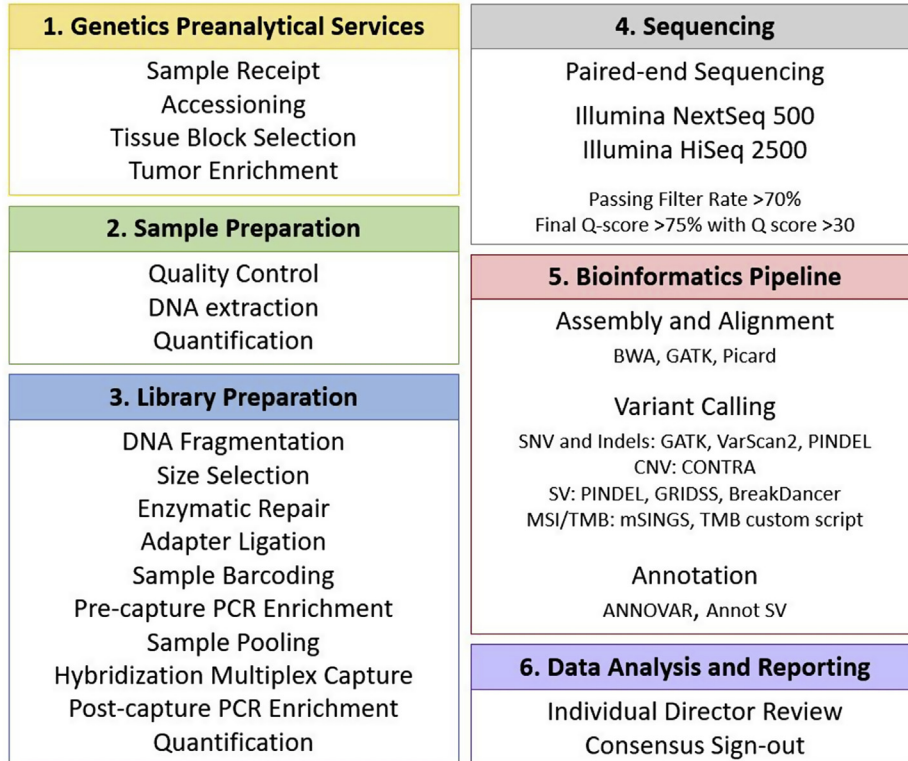 1. Genetics Preanalytical Services
Sample Receipt
Accessioning
Tissue Block Selection
Tumor Enrichment
2. Sample Preparation
Quality Control
DNA extraction
Quantification
3. Library Preparation
DNA Fragmentation
Size Selection
Enzymatic Repair
Adapter Ligation
Sample Barcoding
Pre-capture PCR Enrichment
Sample Pooling
Hybridization Multiplex Capture
Post-capture PCR Enrichment
Quantification
4. Sequencing
Paired-end Sequencing
Illumina NextSeq 500
Illumina HiSeq 2500
Passing Filter Rate >70%
Final Q-score >75% with Q score >30
5. Bioinformatics Pipeline
Assembly and Alignment
BWA, GATK, Picard
Variant Calling
SNV and Indels: GATK, VarScan2, PINDEL
CNV: CONTRA
SV: PINDEL, GRIDSS, BreakDancer
MSI/TMB: mSINGS, TMB custom script
Annotation
ANNOVAR, Annot SV
6. Data Analysis and Reporting
Individual Director Review
Consensus Sign-out